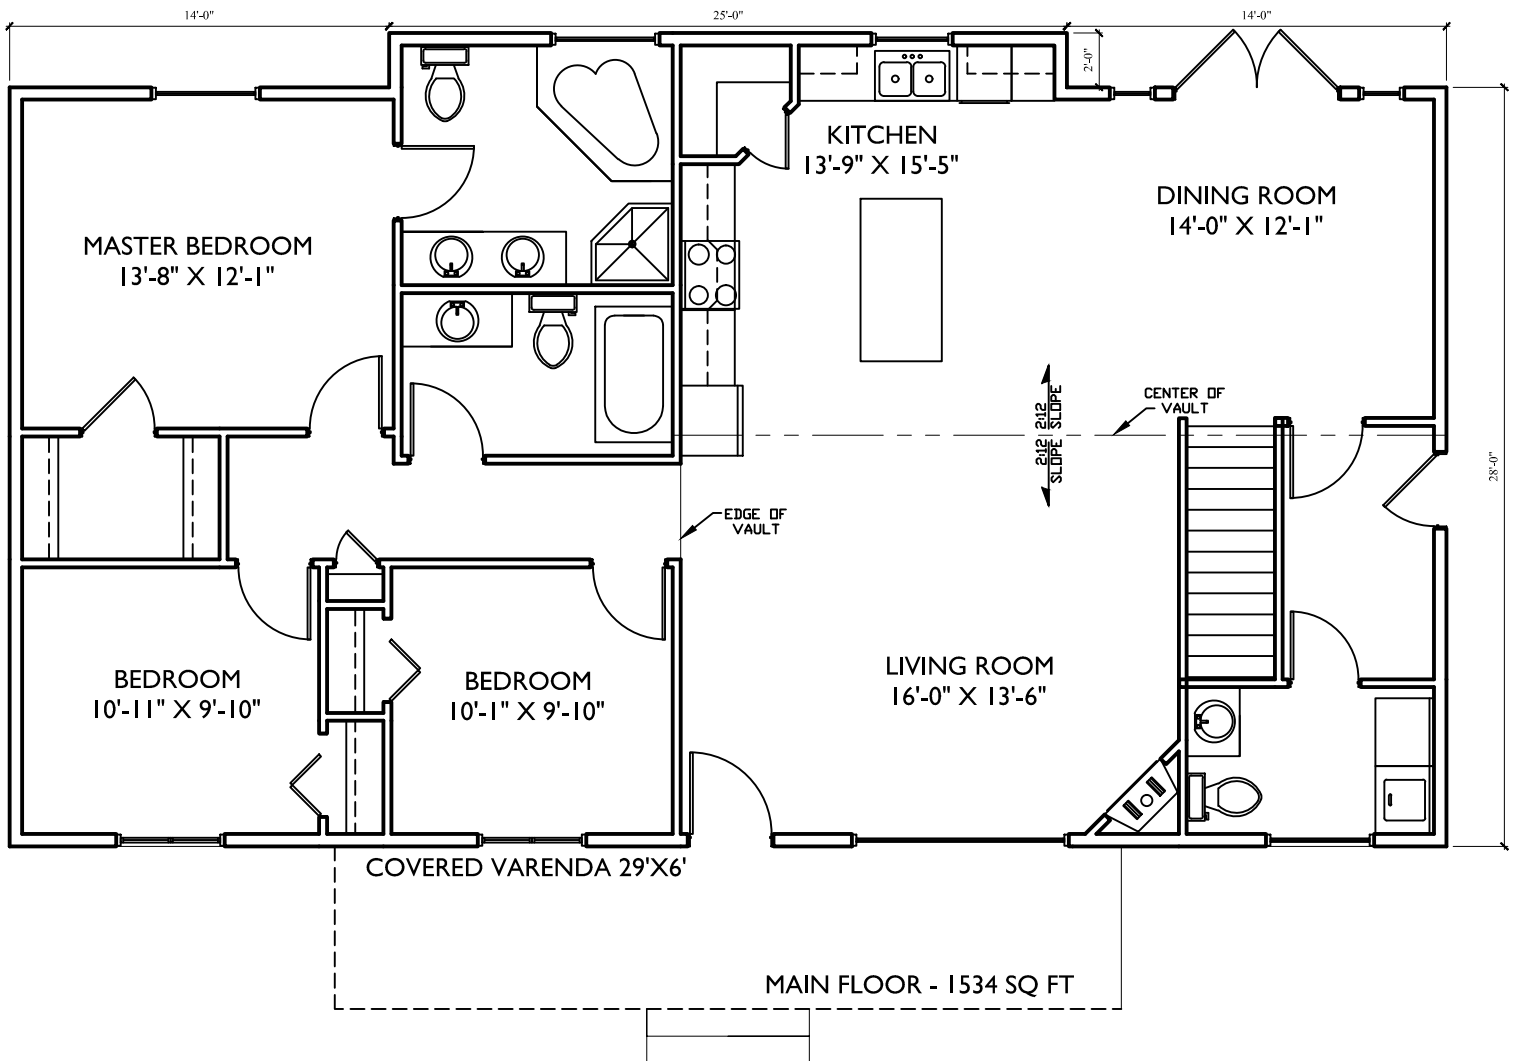 14'-0"
25'-0"
14'-0"
2'-0"
KITCHEN
13'-9" X 15'-5"
DINING ROOM
14'-0" X 12'-1"
MASTER BEDROOM
13'-8" X 12'-1"
CENTER OF
VAULT
2:12
SLOPE
2:12
SLOPE
28'-0"
EDGE OF
VAULT
BEDROOM
10'-11" X 9'-10"
BEDROOM
10'-1" X 9'-10"
LIVING ROOM
16'-0" X 13'-6"
COVERED VARENDA 29'X6'
MAIN FLOOR - 1534 SQ FT